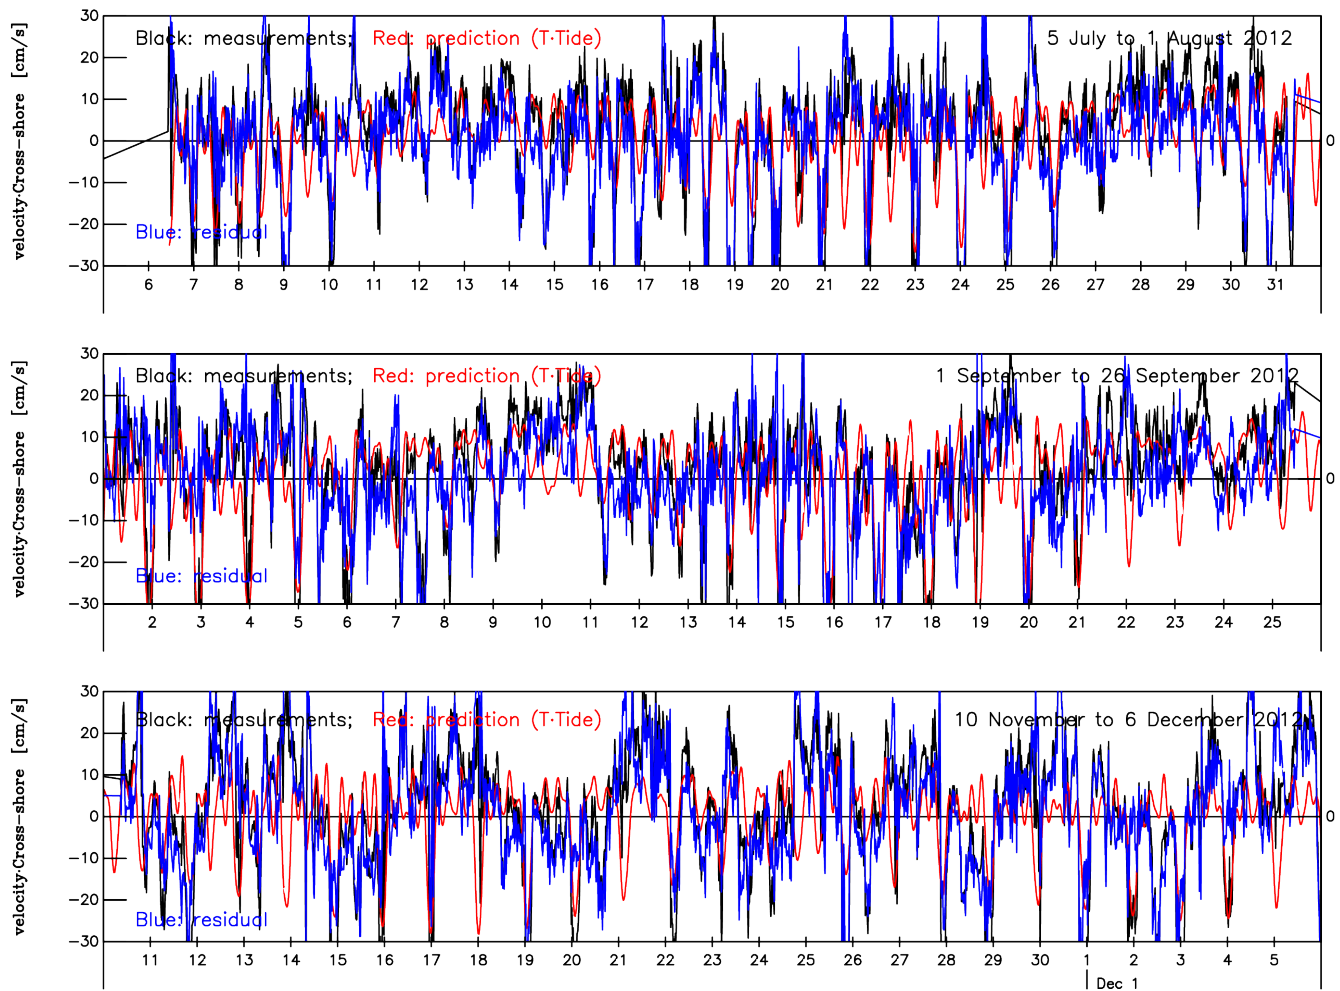 Black: measurements; Red: prediction (T·Tide) 5 July to 1 August 2012
Blue: residual
velocity·Cross-shore [cm/s]
30
20
10
0
-10
-20
-30
0
6 7 8 9 10 11 12 13 14 15 16 17 18 19 20 21 22 23 24 25 26 27 28 29 30 31
Black: measurements; Red: prediction (T·Tide) 1 September to 26 September 2012
Blue: residual
velocity·Cross-shore [cm/s]
30
20
10
0
-10
-20
-30
0
2 3 4 5 6 7 8 9 10 11 12 13 14 15 16 17 18 19 20 21 22 23 24 25
Black: measurements; Red: prediction (T·Tide) 10 November to 6 December 2012
Blue: residual
velocity·Cross-shore [cm/s]
30
20
10
0
-10
-20
-30
0
11 12 13 14 15 16 17 18 19 20 21 22 23 24 25 26 27 28 29 30 1 2 3 4 5
Dec 1